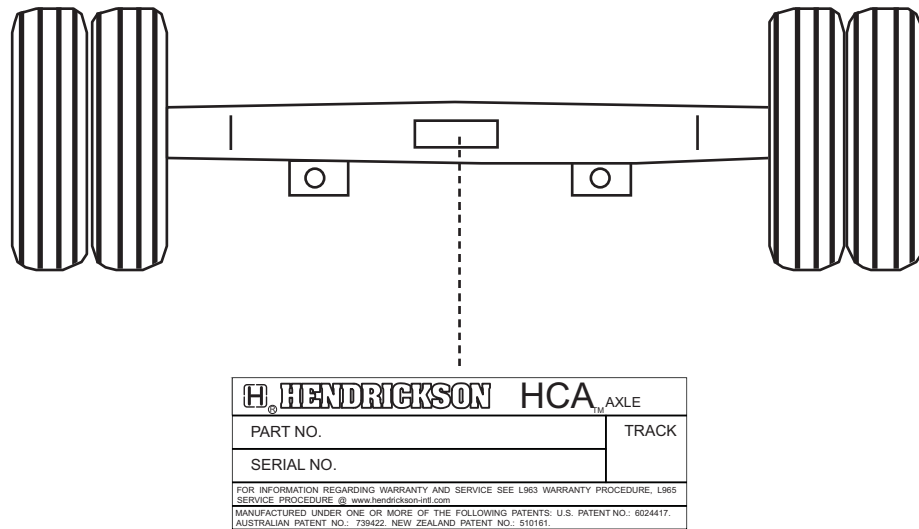 H® HENDRICKSON HCA™ AXLE
PART NO. TRACK
SERIAL NO.
FOR INFORMATION REGARDING WARRANTY AND SERVICE SEE L963 WARRANTY PROCEDURE, L965
SERVICE PROCEDURE @ www.hendrickson-intl.com
MANUFACTURED UNDER ONE OR MORE OF THE FOLLOWING PATENTS: U.S. PATENT NO.: 6024417.
AUSTRALIAN PATENT NO.: 739422. NEW ZEALAND PATENT NO.: 510161.